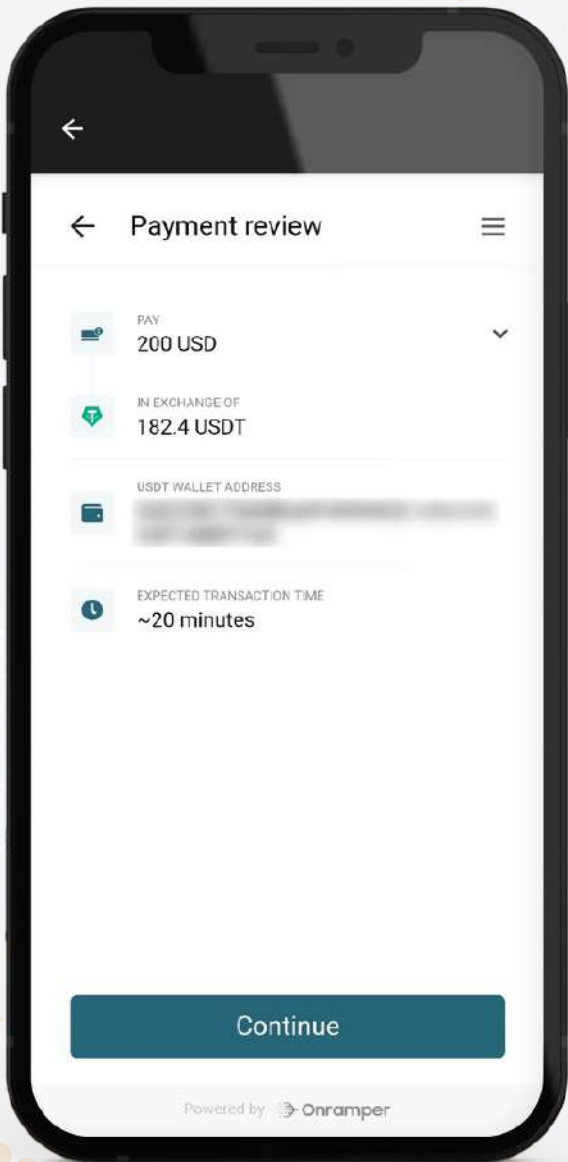 Payment review
PAY
200 USD
IN EXCHANGE OF
182.4 USDT
USDT WALLET ADDRESS
EXPECTED TRANSACTION TIME
~20 minutes
Continue
Powered by Onramper